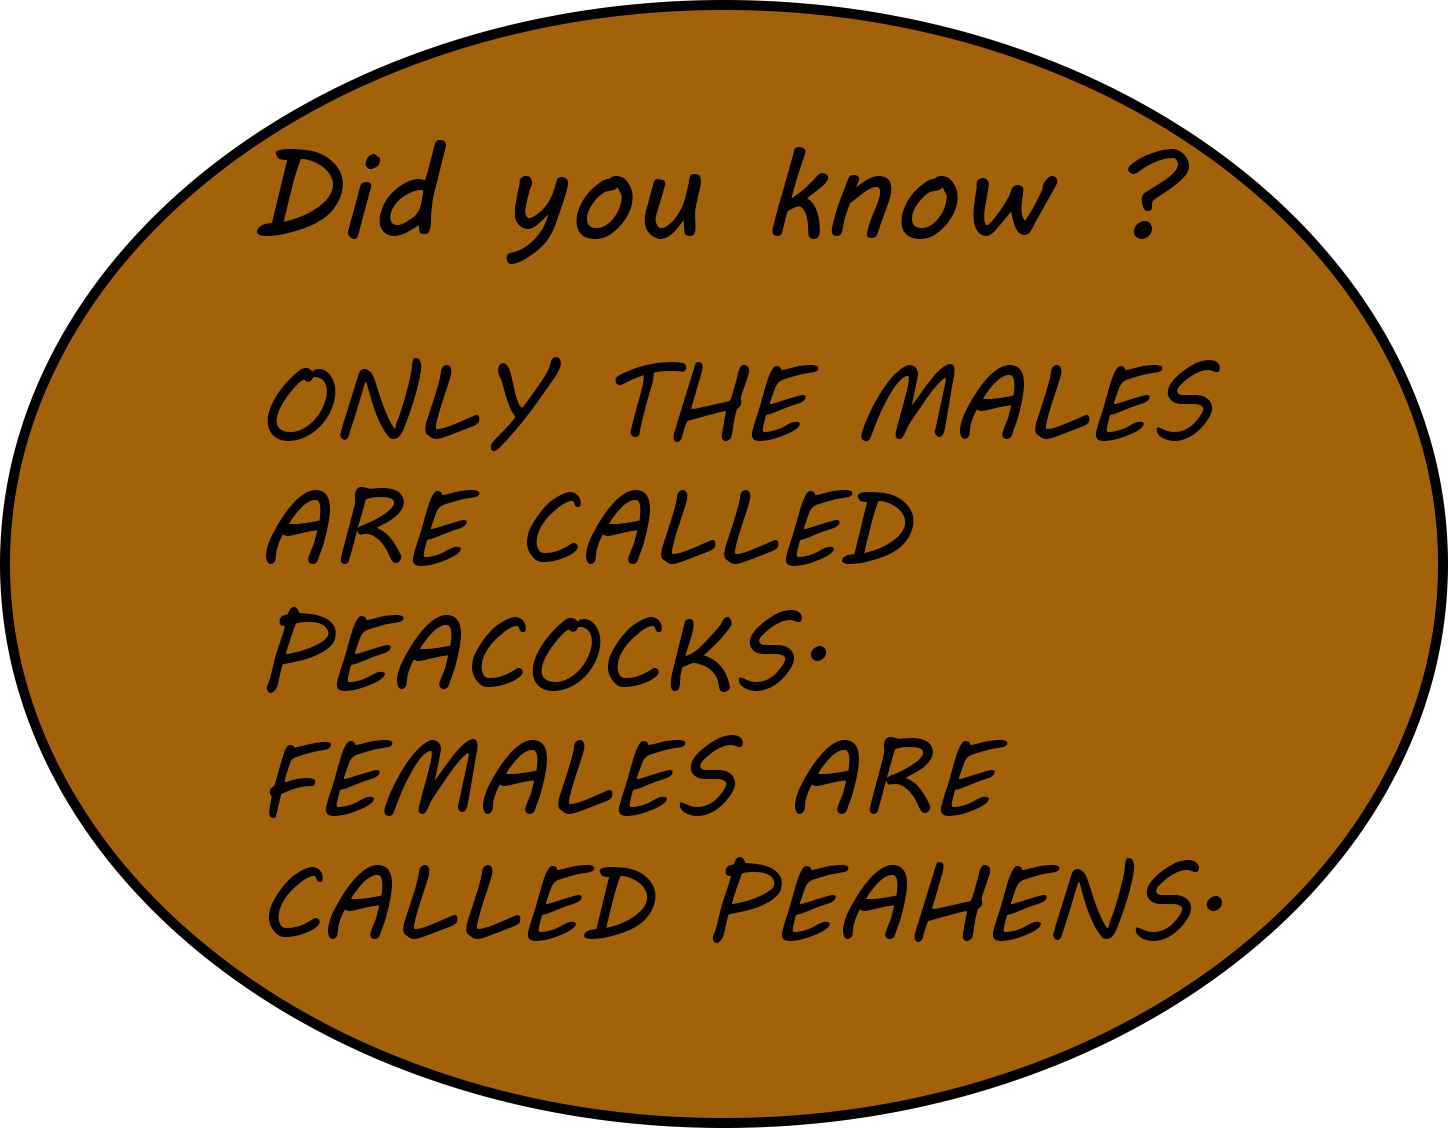 Did you know ?
ONLY THE MALES
ARE CALLED
PEACOCKS.
FEMALES ARE
CALLED PEAHENS.